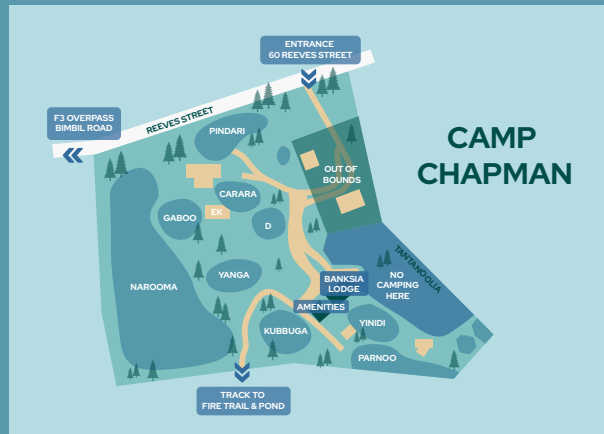 ENTRANCE
60 REEVES STREET
F3 OVERPASS
BIMBIL ROAD
REEVES STREET
PINDARI
CAMP
CHAPMAN
OUT OF
BOUNDS
CARARA
GABOO
EK
D
TANTANOOLIA
YANGA
NAROOMA
BANKSIA
LODGE
NO
CAMPING
HERE
AMENITIES
KUBBUGA
YINIDI
PARNOO
TRACK TO
FIRE TRAIL & POND